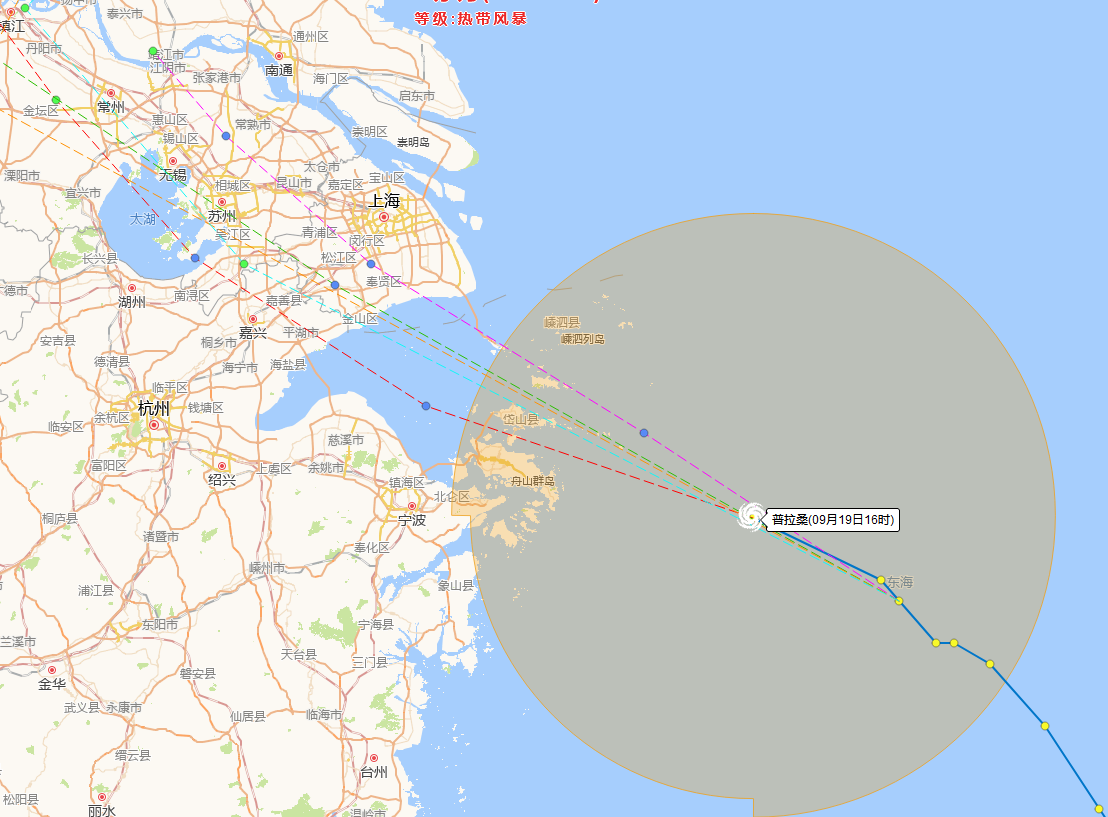 等级:热带风暴
泰兴市
镇江
丹阳市
通州区
靖江市
江阴市
南通
张家港市
海门区
启东市
金坛区
常州
惠山区
常熟市
崇明区
崇明岛
锡山区
无锡
太仓市
溧阳市
宜兴市
相城区
昆山市
嘉定区
宝山区
上海
太湖
苏州
吴江区
青浦区
闵行区
长兴县
松江区
奉贤区
湖州
南浔区
嘉善县
金山区
嵊泗县
嵊泗列岛
安吉县
桐乡市
嘉兴
平湖市
德清县
海宁市
海盐县
临平区
杭州
钱塘区
余杭区
临安区
岱山县
慈溪市
富阳区
绍兴
上虞区
余姚市
镇海区
北仑区
舟山群岛
宁波
普拉桑(09月19日16时)
桐庐县
诸暨市
奉化区
嵊州市
象山县
东海
浦江县
东阳市
宁海县
兰溪市
天台县
三门县
磐安县
金华
武义县
永康市
仙居县
临海市
缙云县
台州
松阳县
丽水
温岭市